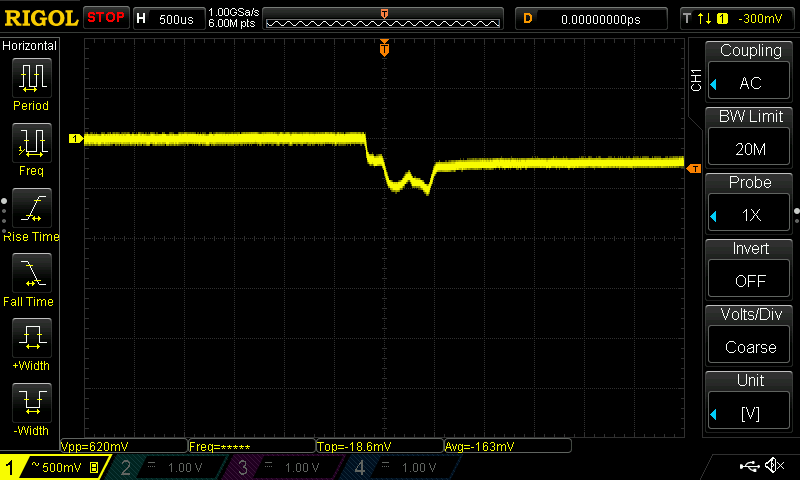 RIGOL STOP H 500us 1.00GSa/s 6.00M pts D 0.00000000ps T 1 -300mV
T
Horizontal
Period
Freq
Rise Time
Fall Time
+Width
-Width
T
1
T
CH1
Coupling
AC
BW Limit
20M
Probe
1X
Invert
OFF
Volts/Div
Coarse
Unit
[V]
Vpp=620mV Freq=***** Top=-18.6mV Avg=-163mV
1 ~ 500mV B 2 1.00 V 3 1.00 V 4 1.00 V